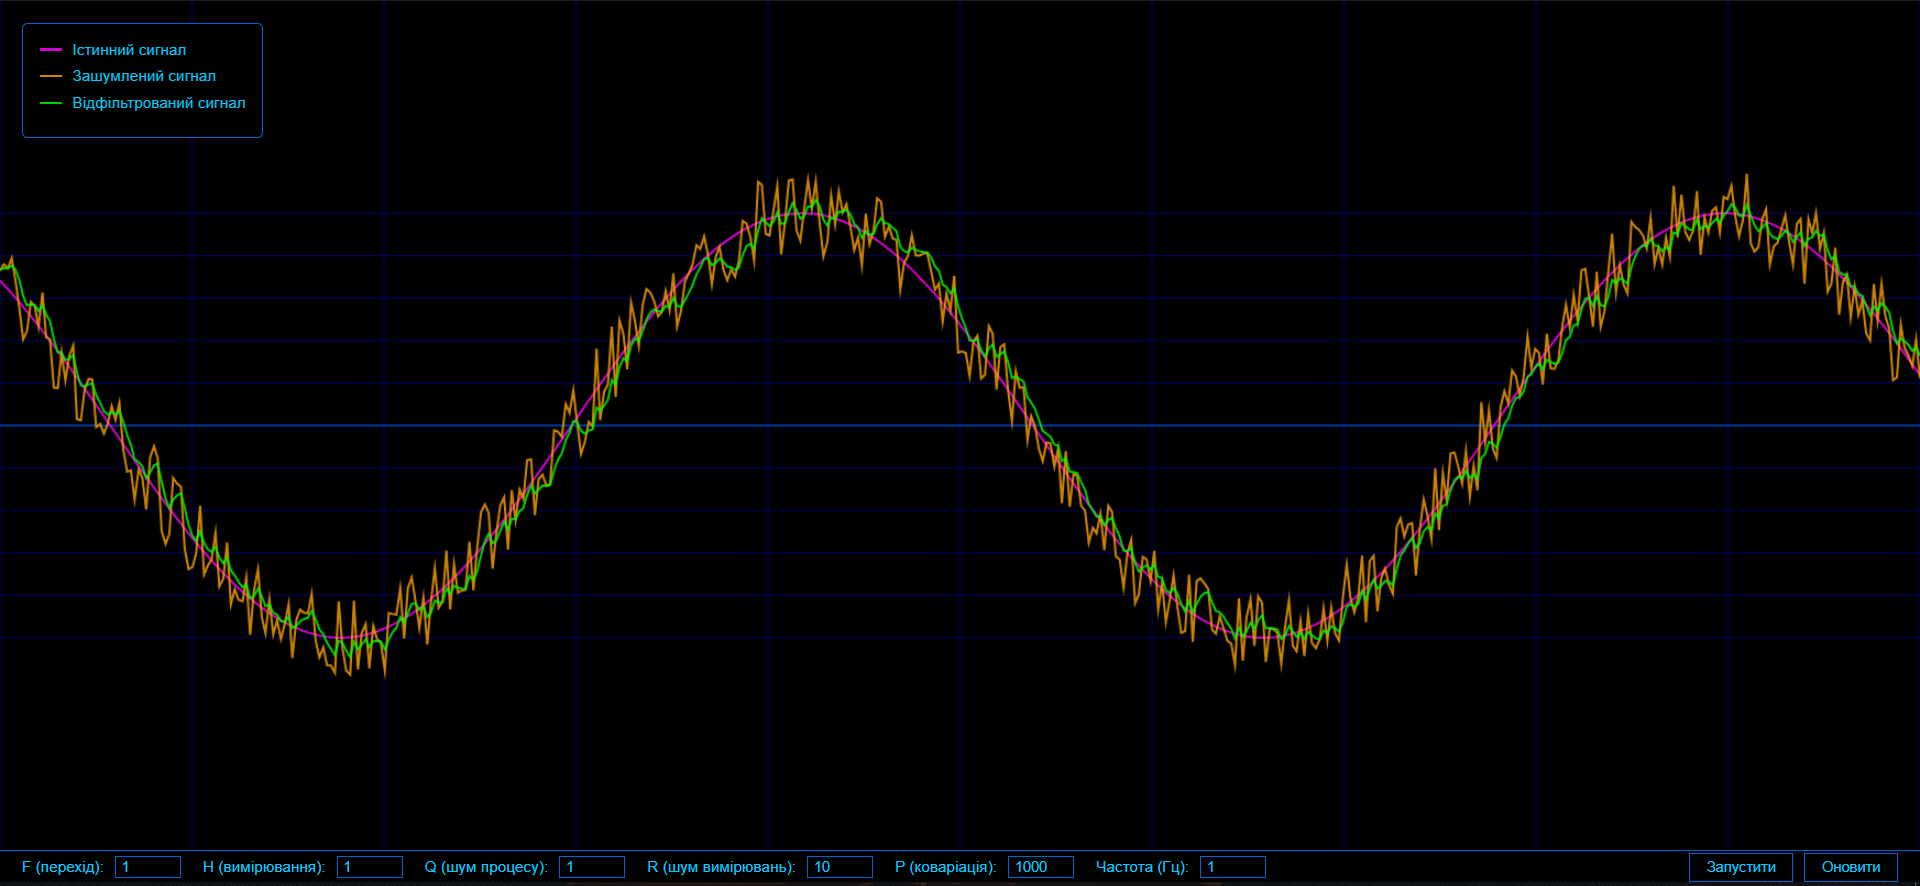 Істинний сигнал
Зашумлений сигнал
Відфільтрований сигнал
F (перехід): 1 H (вимірювання): 1 Q (шум процесу): 1 R (шум вимірювань): 10 P (коваріація): 1000 Частота (Гц): 1 Запустити Оновити